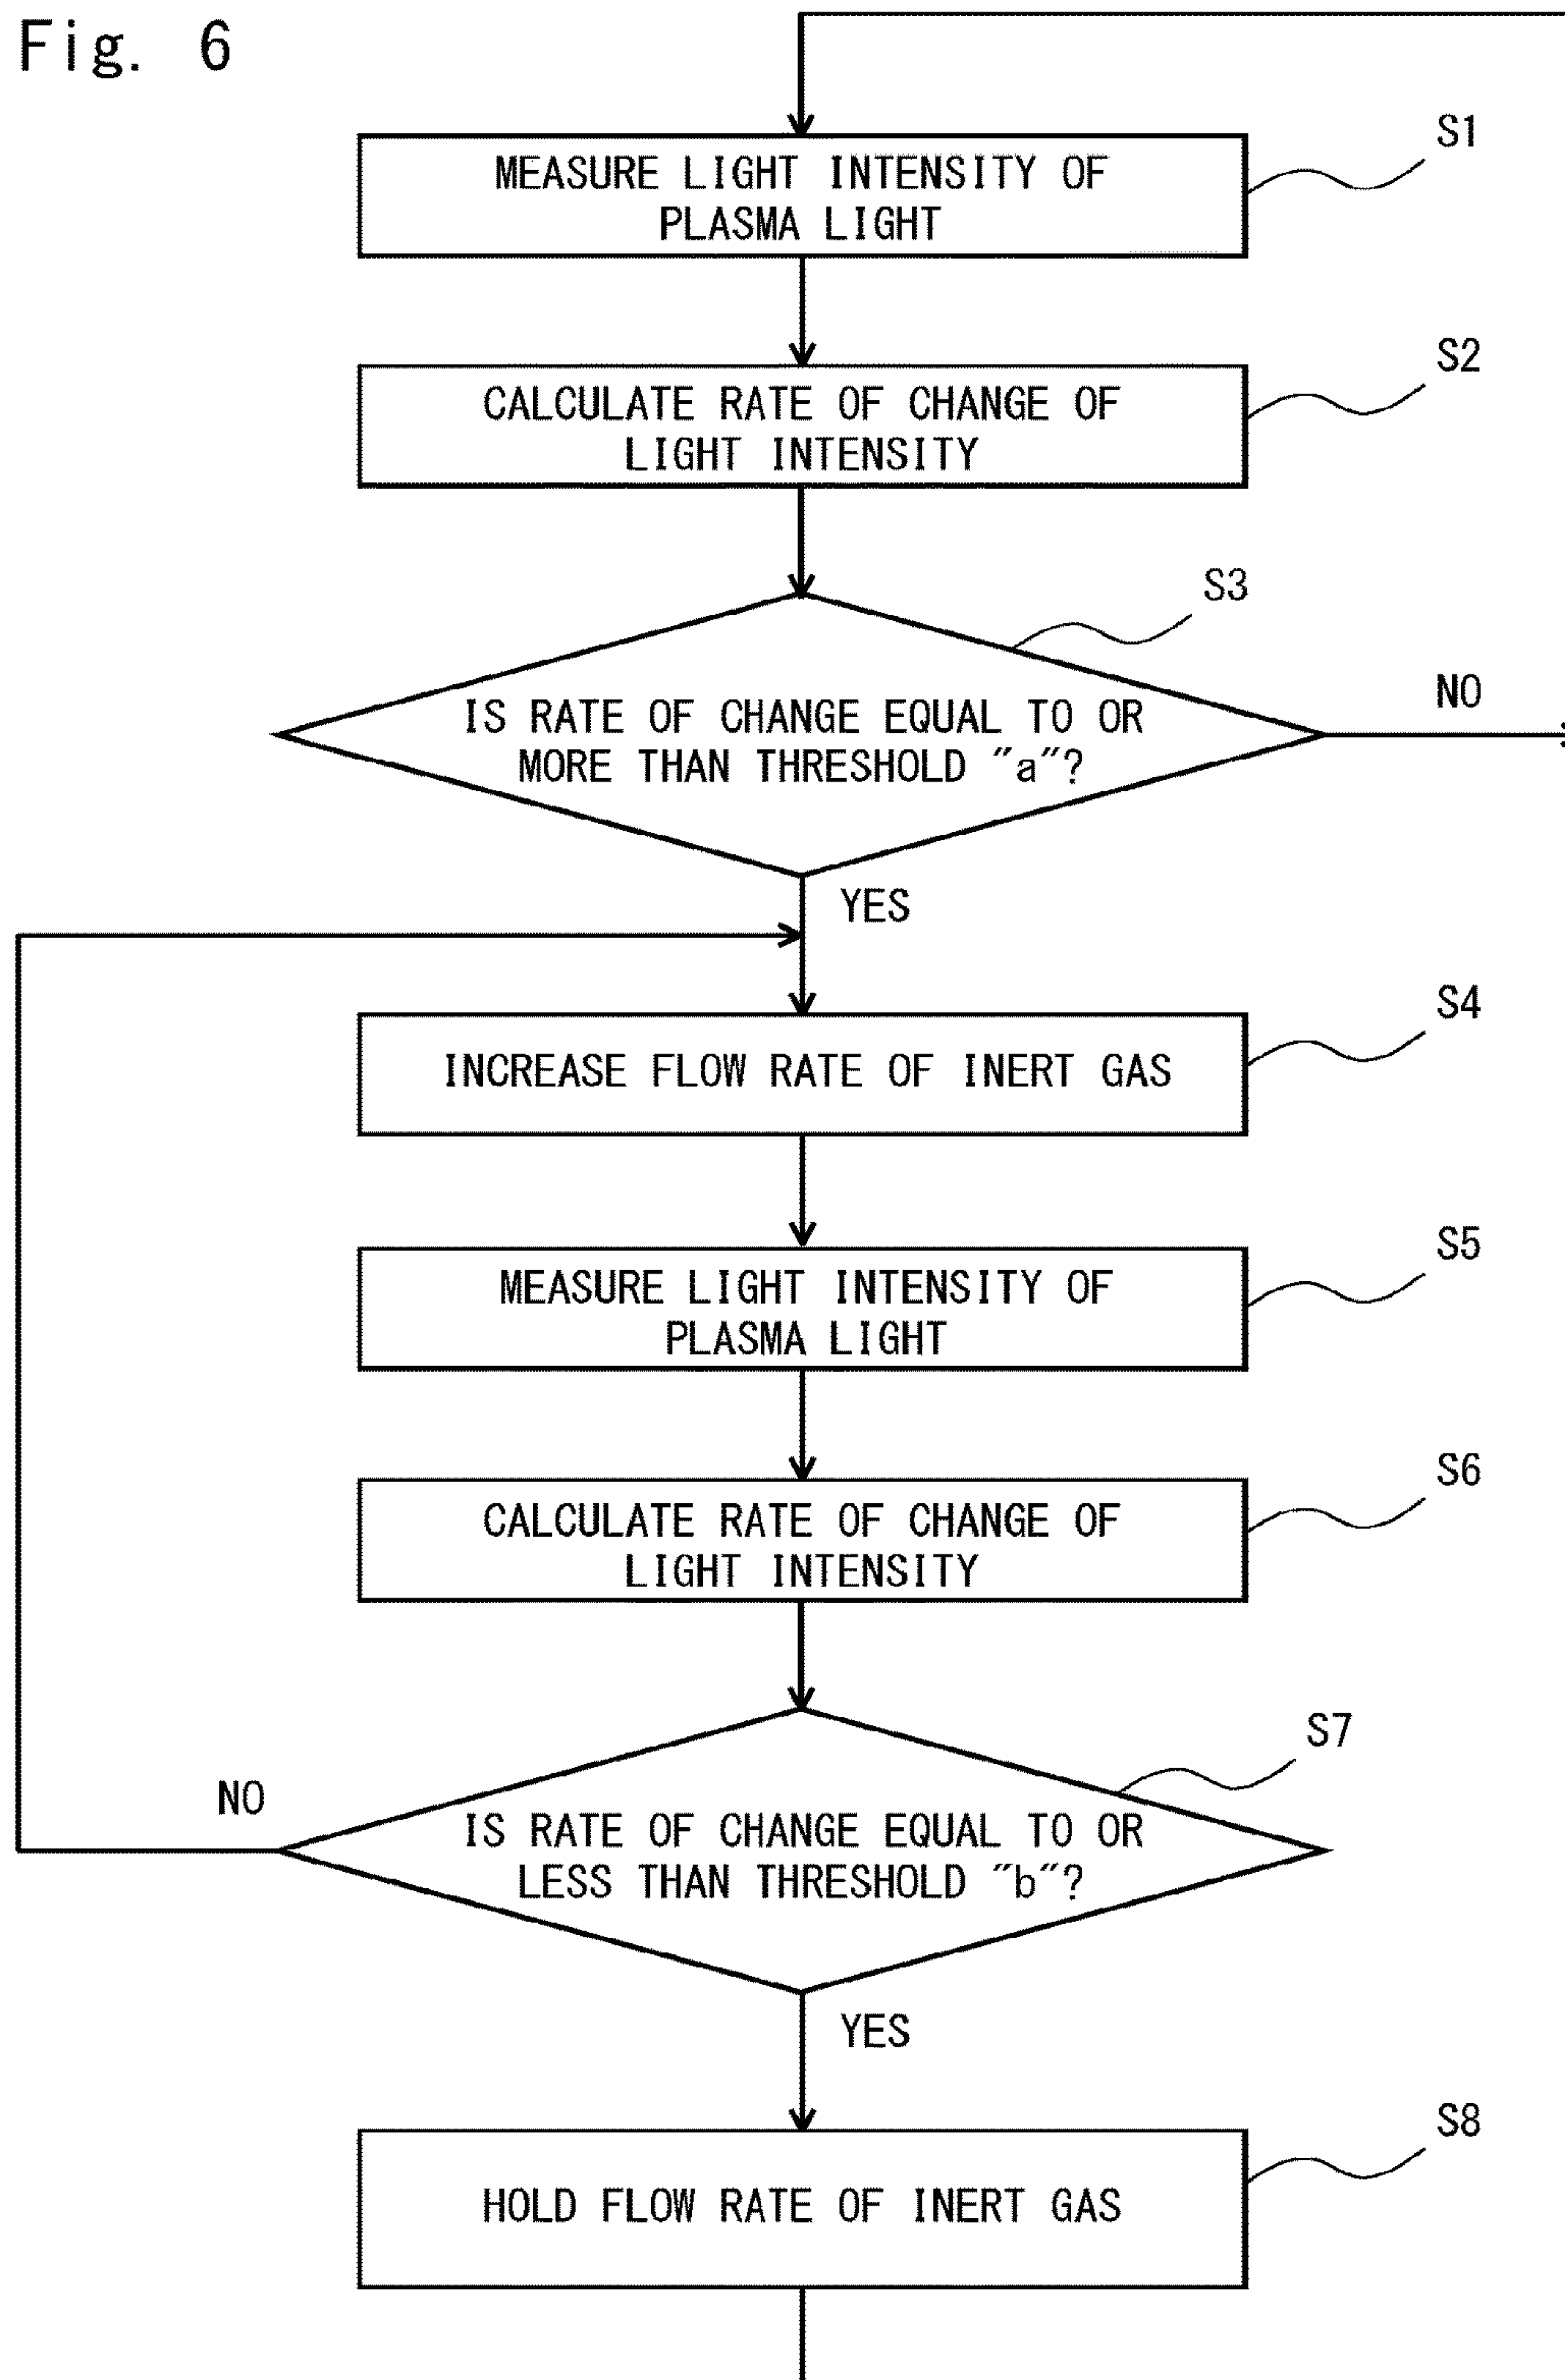 Fig. 6
S1
MEASURE LIGHT INTENSITY OF
PLASMA LIGHT
S2
CALCULATE RATE OF CHANGE OF
LIGHT INTENSITY
S3
IS RATE OF CHANGE EQUAL TO OR
MORE THAN THRESHOLD "a"?
NO
YES
S4
INCREASE FLOW RATE OF INERT GAS
S5
MEASURE LIGHT INTENSITY OF
PLASMA LIGHT
S6
CALCULATE RATE OF CHANGE OF
LIGHT INTENSITY
S7
NO
IS RATE OF CHANGE EQUAL TO OR
LESS THAN THRESHOLD "b"?
YES
S8
HOLD FLOW RATE OF INERT GAS